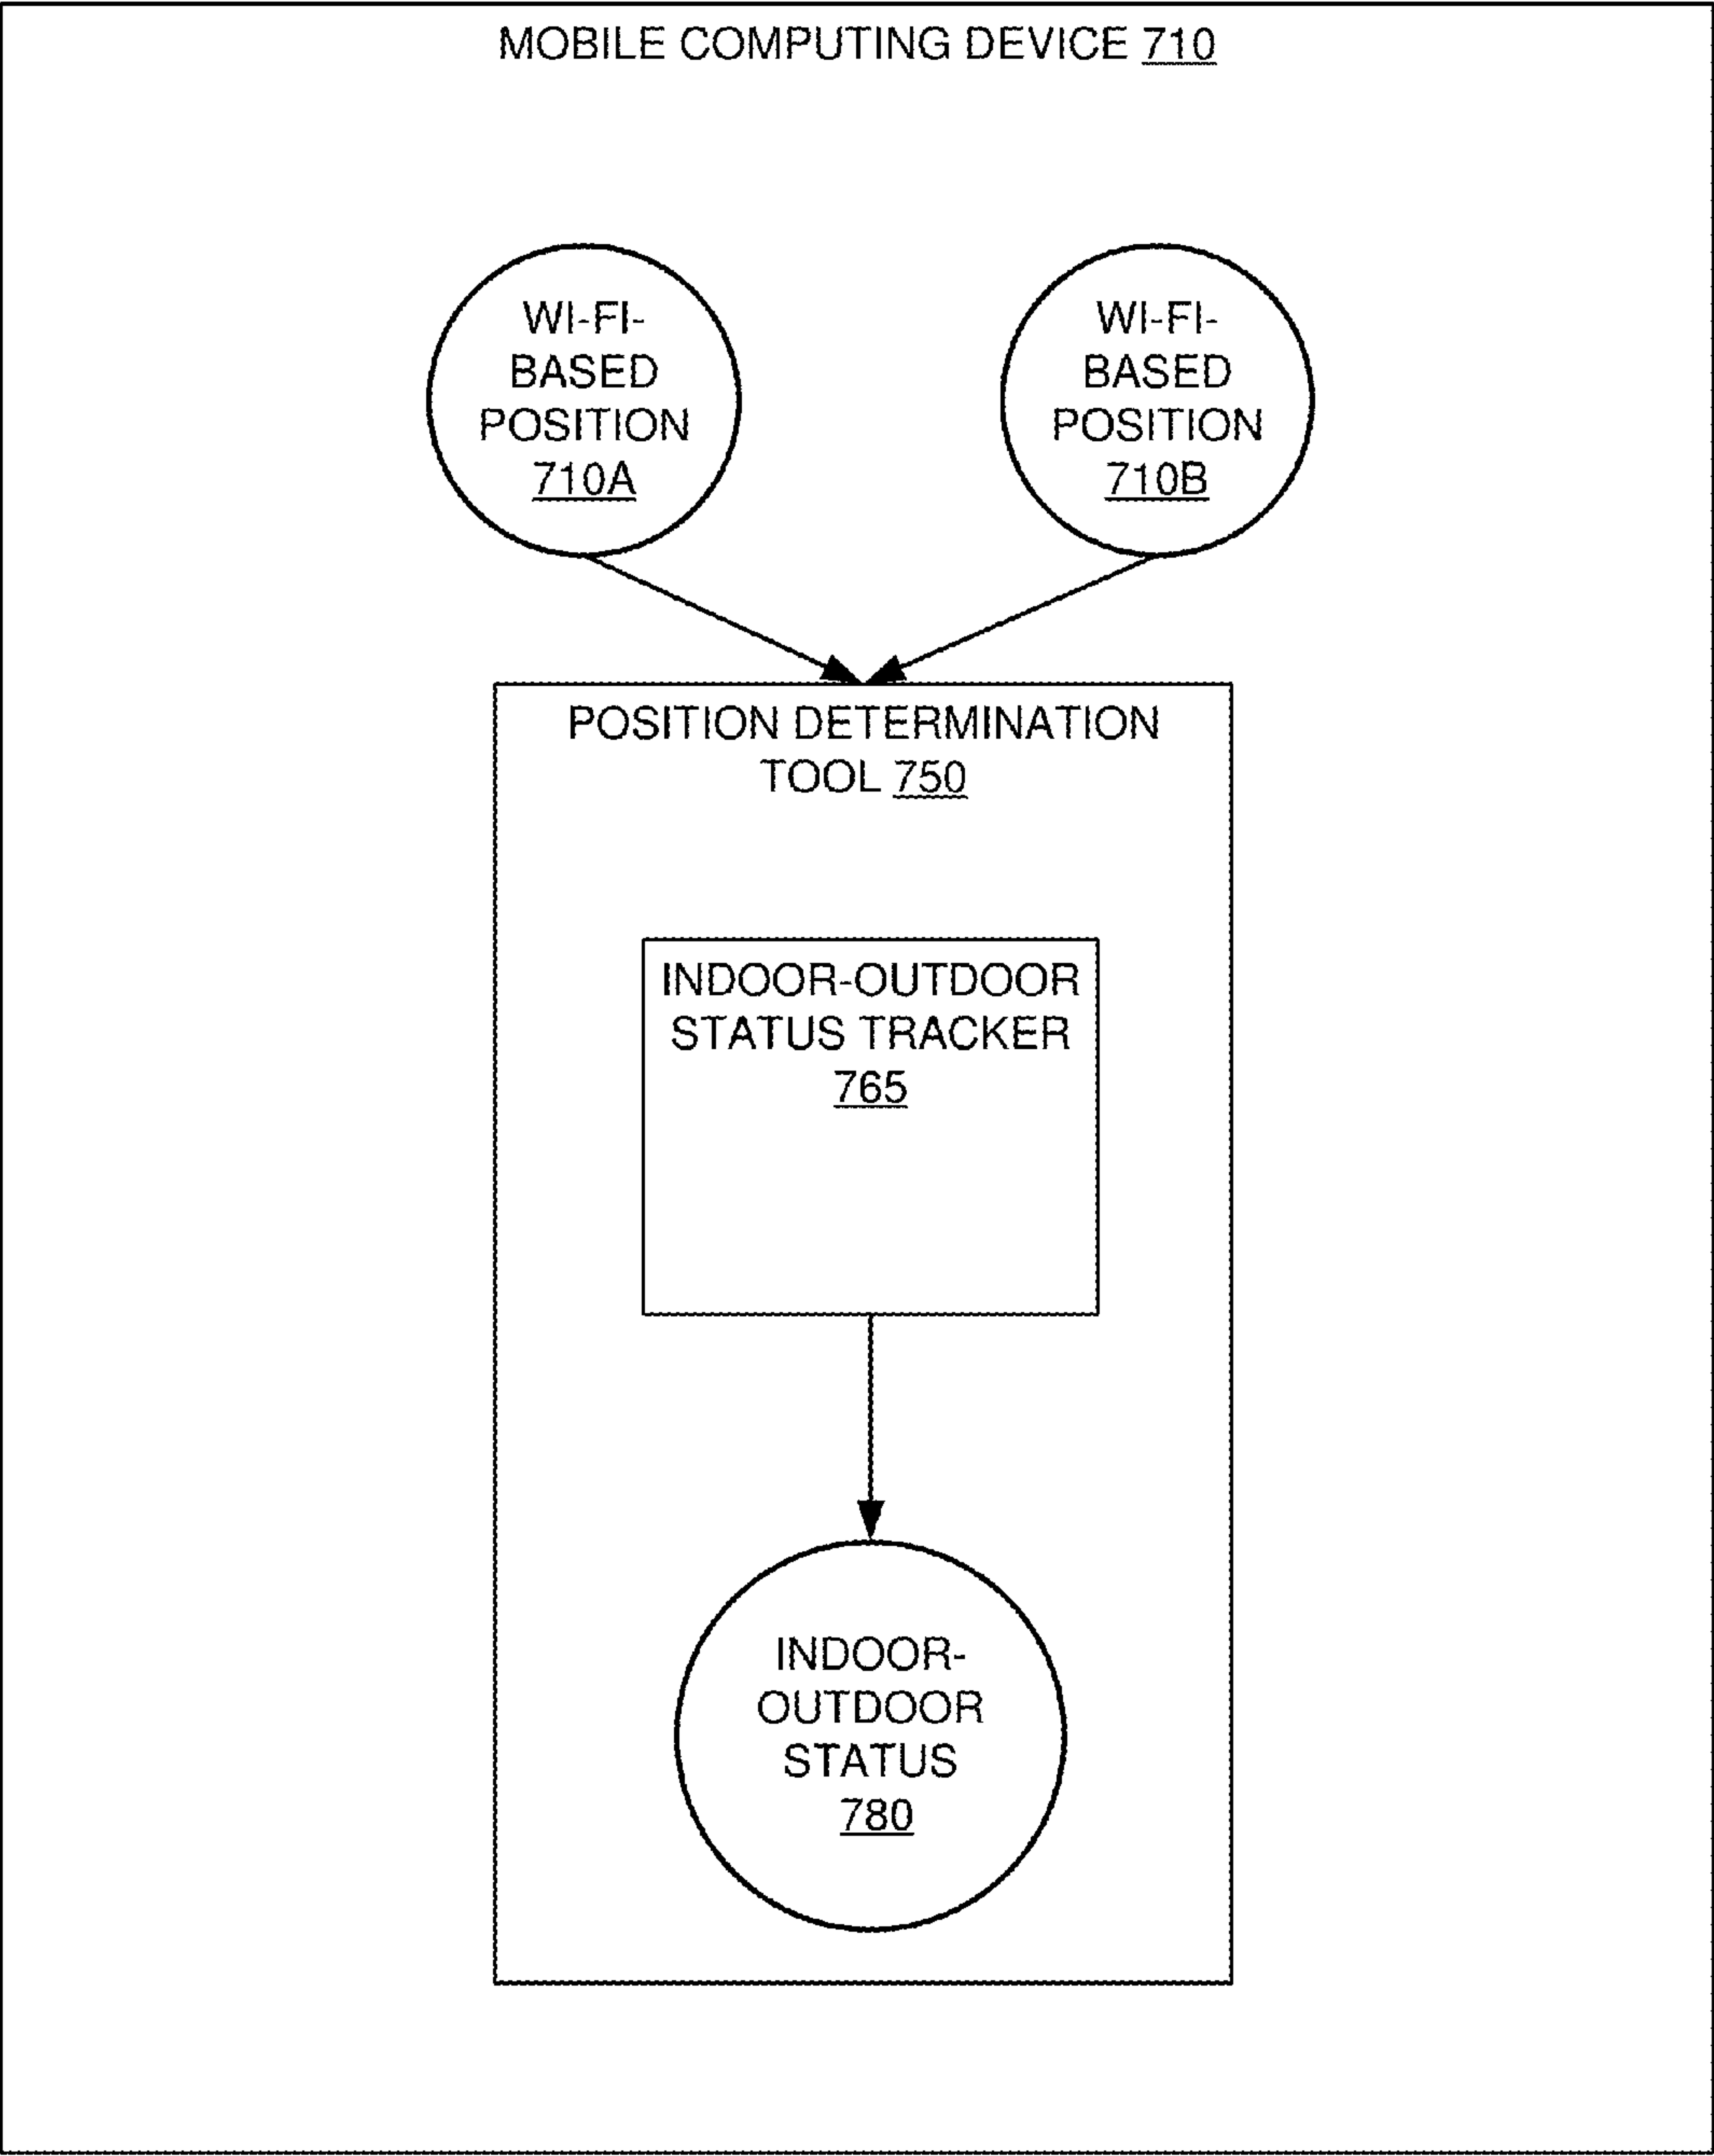 MOBILE COMPUTING DEVICE 710
WI-FI-
BASED
POSITION
710A
WI-FI-
BASED
POSITION
710B
POSITION DETERMINATION
TOOL 750
INDOOR-OUTDOOR
STATUS TRACKER
765
INDOOR-
OUTDOOR
STATUS
780